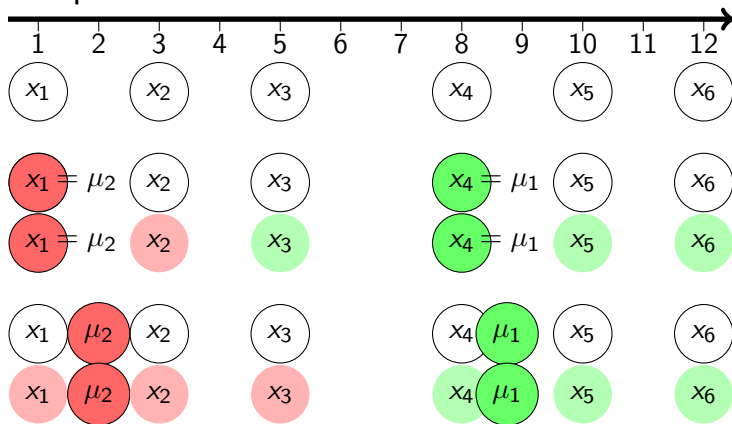 1 2 3 4 5 6 7 8 9 10 11 12
x₁ x₂ x₃ x₄ x₅ x₆
x₁ = μ₂ x₂ x₃ x₄ = μ₁ x₅ x₆
x₁ = μ₂ x₂ x₃ x₄ = μ₁ x₅ x₆
x₁ μ₂ x₂ x₃ x₄ μ₁ x₅ x₆
x₁ μ₂ x₂ x₃ x₄ μ₁ x₅ x₆